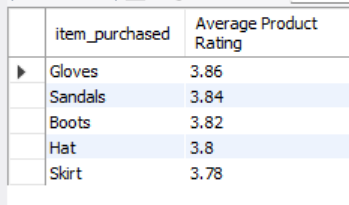 item_purchased Average Product
Rating
Gloves 3.86
Sandals 3.84
Boots 3.82
Hat 3.8
Skirt 3.78